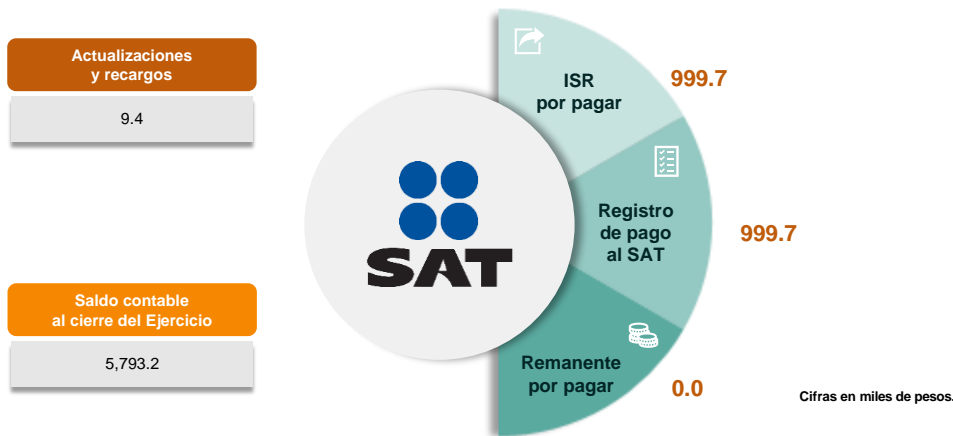 Actualizaciones
y recargos
9.4
Saldo contable
al cierre del Ejercicio
5,793.2
SAT
ISR
por pagar
999.7
Registro
de pago
al SAT
999.7
Remanente
por pagar
0.0
Cifras en miles de pesos.